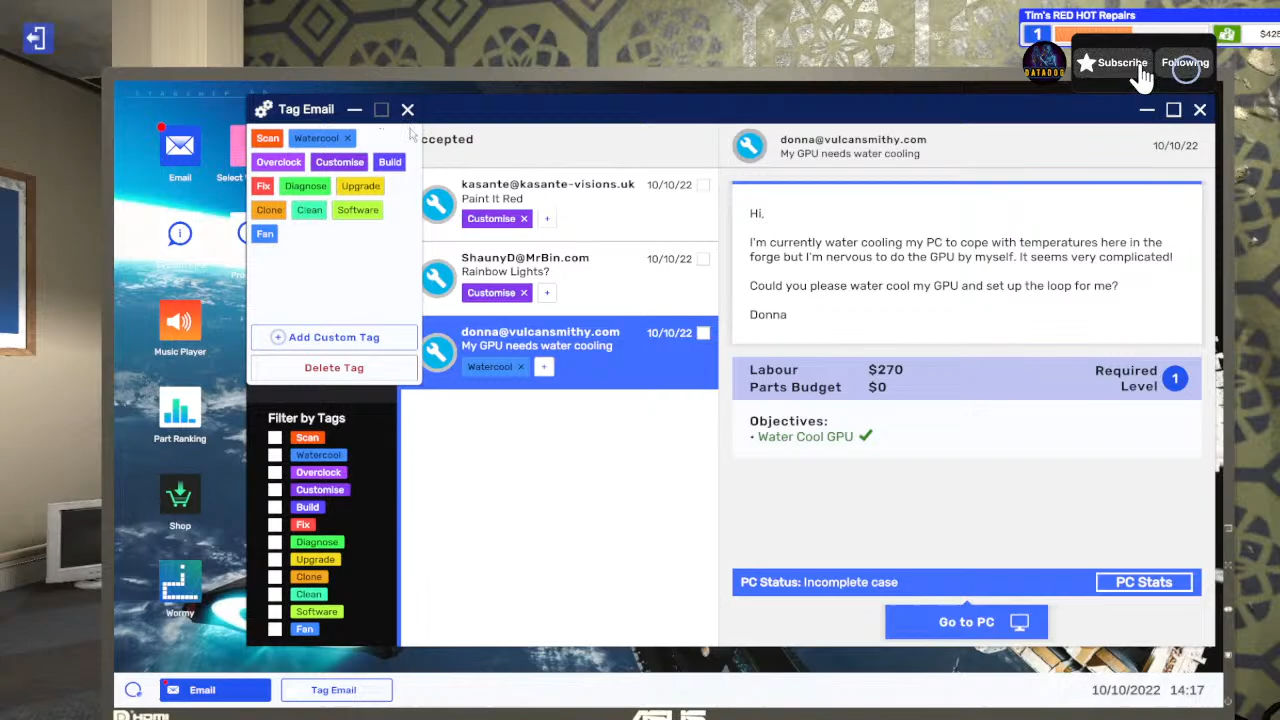 Tim's RED HOT Repairs
1
$425
DATADOG
Subscribe
Following
Tag Email
Scan
Watercool
Overclock
Customise
Build
Fix
Diagnose
Upgrade
Clone
Clean
Software
Fan
Add Custom Tag
Delete Tag
Filter by Tags
Scan
Watercool
Overclock
Customise
Build
Fix
Diagnose
Upgrade
Clone
Clean
Software
Fan
Email
Select
Music Player
Part Ranking
Shop
Wormy
ccepted
kasante@kasante-visions.uk 10/10/22
Paint It Red
Customise
+
ShaunyD@MrBin.com 10/10/22
Rainbow Lights?
Customise
+
donna@vulcansmithy.com 10/10/22
My GPU needs water cooling
Watercool
+
donna@vulcansmithy.com
My GPU needs water cooling
10/10/22
Hi,
I'm currently water cooling my PC to cope with temperatures here in the
forge but I'm nervous to do the GPU by myself. It seems very complicated!
Could you please water cool my GPU and set up the loop for me?
Donna
Labour $270
Parts Budget $0
Required
Level 1
Objectives:
• Water Cool GPU
PC Status: Incomplete case
PC Stats
Go to PC
Email
Tag Email
10/10/2022 14:17
HDMI